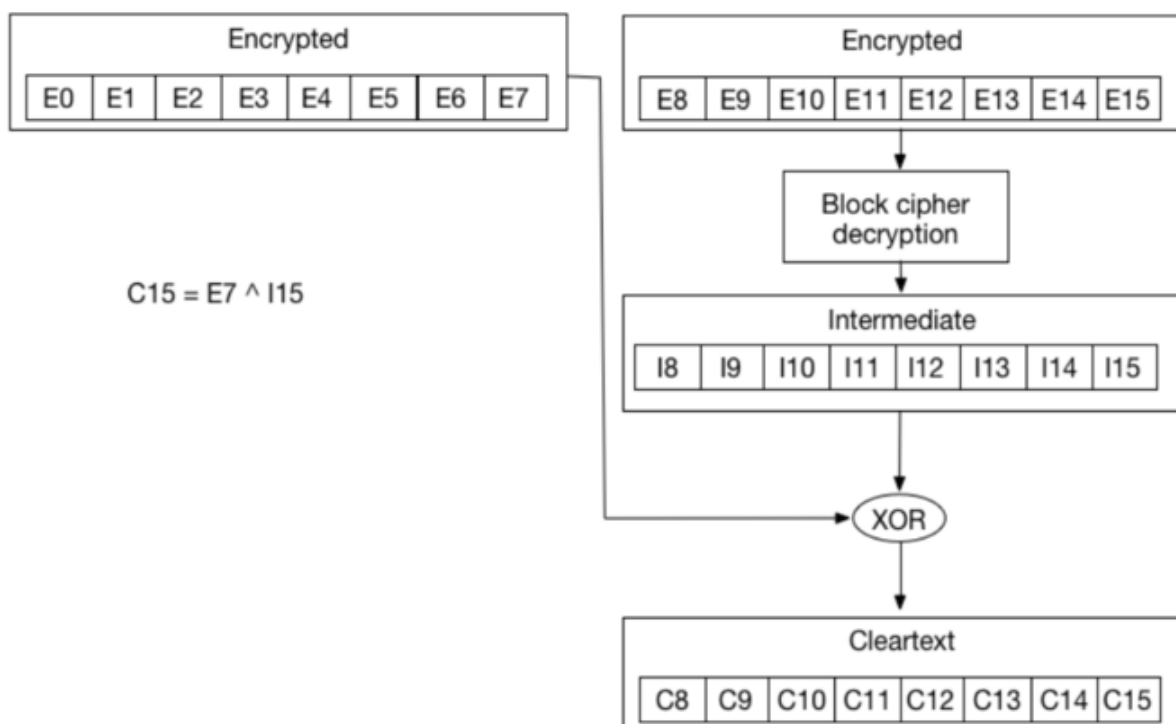 Encrypted
E0 E1 E2 E3 E4 E5 E6 E7
Encrypted
E8 E9 E10 E11 E12 E13 E14 E15
Block cipher
decryption
C15 = E7 ^ I15
Intermediate
I8 I9 I10 I11 I12 I13 I14 I15
XOR
Cleartext
C8 C9 C10 C11 C12 C13 C14 C15